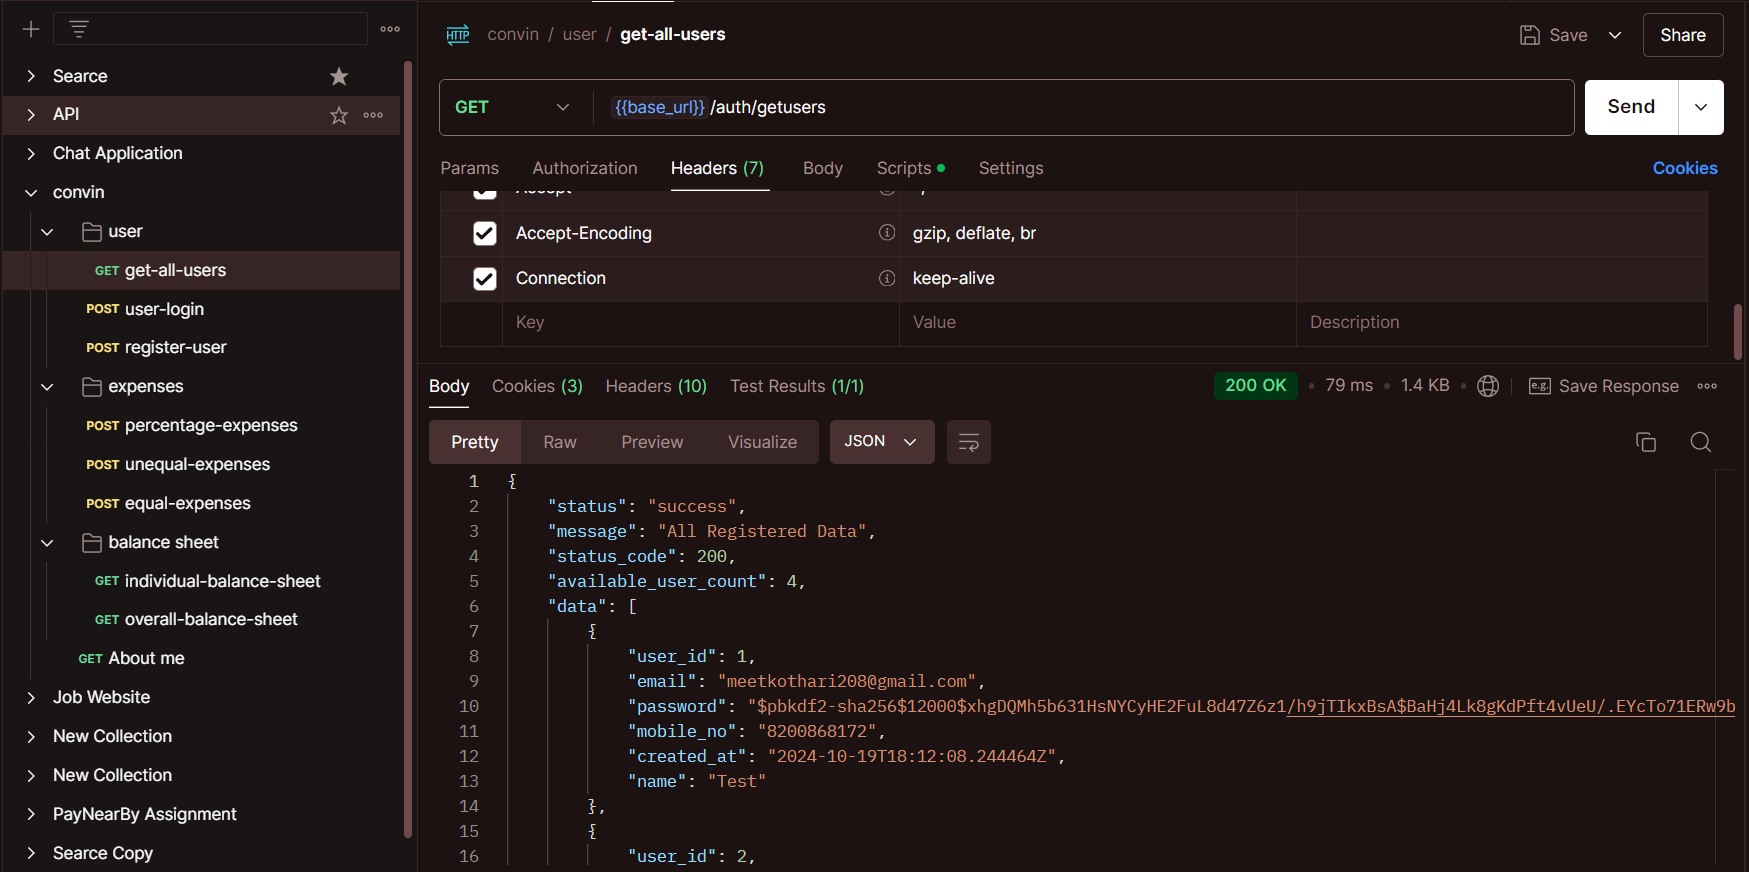 Searce
API
Chat Application
convin
user
GET get-all-users
POST user-login
POST register-user
expenses
POST percentage-expenses
POST unequal-expenses
POST equal-expenses
balance sheet
GET individual-balance-sheet
GET overall-balance-sheet
GET About me
Job Website
New Collection
New Collection
PayNearBy Assignment
Searce Copy
HTTP convin / user / get-all-users
Save
Share
GET {{base_url}}/auth/getusers
Send
Params Authorization Headers (7) Body Scripts Settings
Cookies
Accept
Accept-Encoding gzip, deflate, br
Connection keep-alive
Key Value Description
Body Cookies (3) Headers (10) Test Results (1/1)
200 OK • 79 ms • 1.4 KB • e.g. Save Response
Pretty Raw Preview Visualize JSON
1 {
2 "status": "success",
3 "message": "All Registered Data",
4 "status_code": 200,
5 "available_user_count": 4,
6 "data": [
7 {
8 "user_id": 1,
9 "email": "meetkothari208@gmail.com",
10 "password": "$pbkdf2-sha256$12000$xhgDQMh5b631HsNYCyHE2FuL8d47Z6z1/h9jTIkxBsA$BaHj4Lk8gKdPft4vUeU/.EYcTo71ERw9b
11 "mobile_no": "8200868172",
12 "created_at": "2024-10-19T18:12:08.244464Z",
13 "name": "Test"
14 },
15 {
16 "user_id": 2,